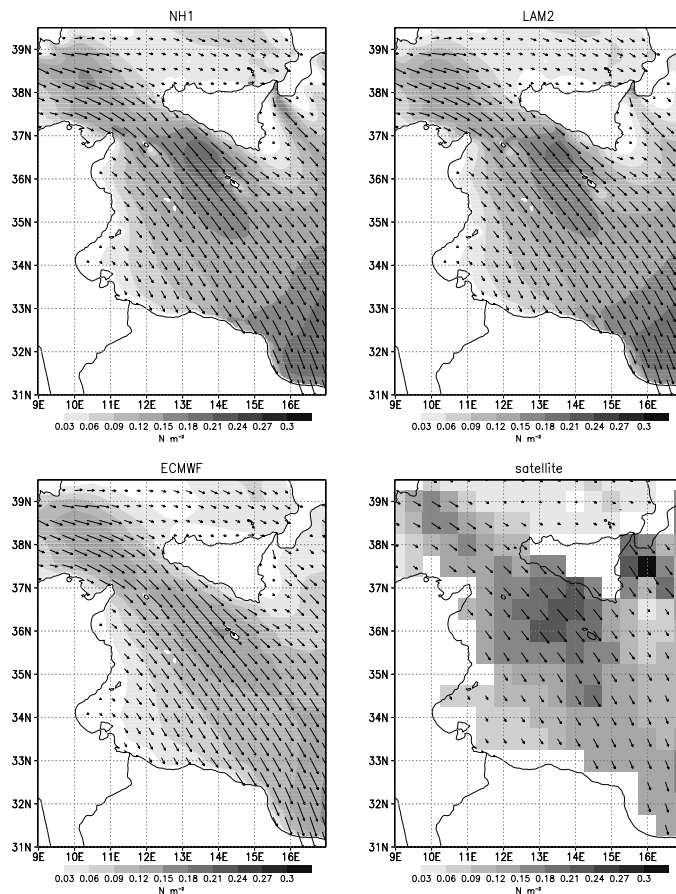 NH1
39N
38N
37N
36N
35N
34N
33N
32N
31N
9E 10E 11E 12E 13E 14E 15E 16E
0.03 0.06 0.09 0.12 0.15 0.18 0.21 0.24 0.27 0.3
N m⁻²
LAM2
39N
38N
37N
36N
35N
34N
33N
32N
31N
9E 10E 11E 12E 13E 14E 15E 16E
0.03 0.06 0.09 0.12 0.15 0.18 0.21 0.24 0.27 0.3
N m⁻²
ECMWF
39N
38N
37N
36N
35N
34N
33N
32N
31N
9E 10E 11E 12E 13E 14E 15E 16E
0.03 0.06 0.09 0.12 0.15 0.18 0.21 0.24 0.27 0.3
N m⁻²
satellite
39N
38N
37N
36N
35N
34N
33N
32N
31N
9E 10E 11E 12E 13E 14E 15E 16E
0.03 0.06 0.09 0.12 0.15 0.18 0.21 0.24 0.27 0.3
N m⁻²